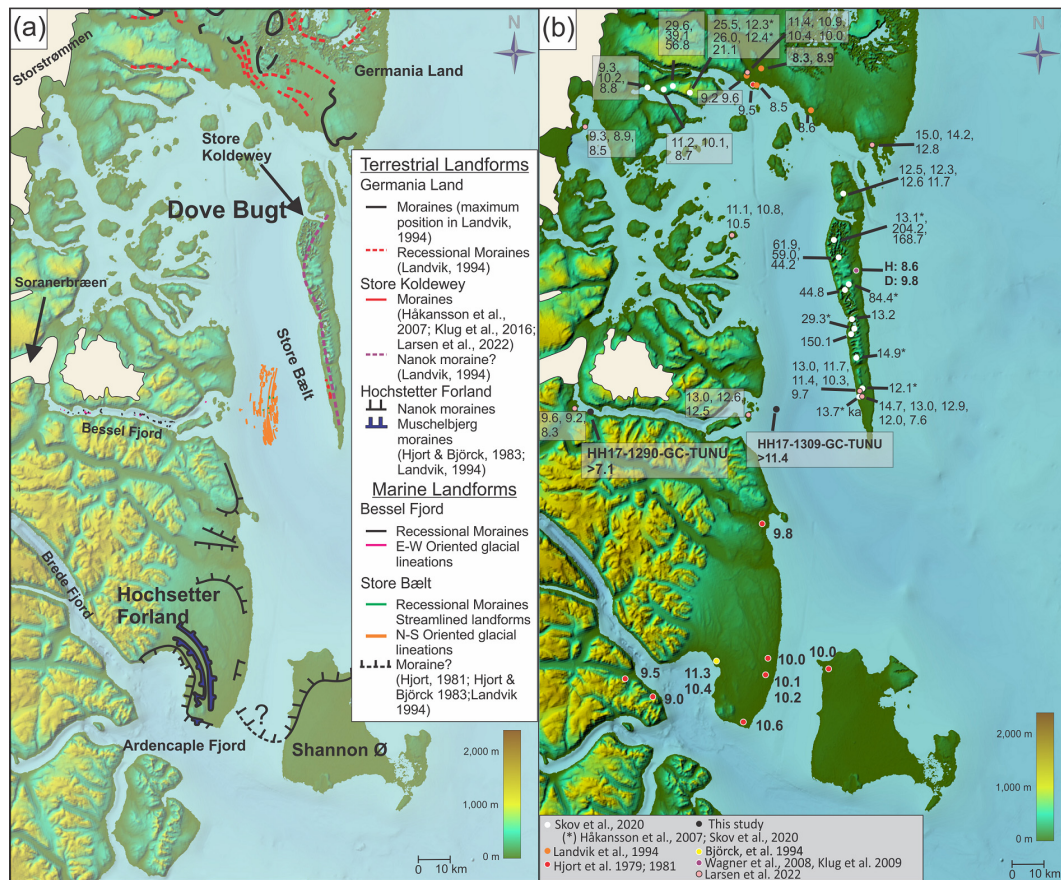 (a)
N
Storstrømmen
Germania Land
Store
Koldewey
Dove Bugt
Soranerbræen
Store Bælt
Bessel Fjord
Brede Fjord
Hochsetter
Forland
Ardencaple Fjord
?
Shannon Ø
Terrestrial Landforms
Germania Land
Moraines (maximum
position in Landvik,
1994)
Recessional Moraines
(Landvik, 1994)
Store Koldewey
Moraines
(Håkansson et al.,
2007; Klug et al., 2016;
Larsen et al., 2022)
Nanok moraine?
(Landvik, 1994)
Hochstetter Forland
Nanok moraines
Muschelbjerg
moraines
(Hjort & Björck, 1983;
Landvik, 1994)
Marine Landforms
Bessel Fjord
Recessional Moraines
E-W Oriented glacial
lineations
Store Bælt
Recessional Moraines
Streamlined landforms
N-S Oriented glacial
lineations
Moraine?
(Hjort, 1981; Hjort &
Björck 1983;Landvik
1994)
2,000 m
1,000 m
0 m
0 10 km
(b)
N
29.6,
39.1,
56.8
25.5, 12.3*
26.0, 12.4*
21.1
11.4, 10.9,
10.4, 10.0
8.3, 8.9
9.3,
10.2,
8.8
9.2 9.6
9.5
8.5
8.6
9.3, 8.9,
8.5
11.2, 10.1,
8.7
15.0, 14.2,
12.8
12.5, 12.3,
12.6 11.7
11.1, 10.8,
10.5
13.1*,
204.2,
168.7
61.9,
59.0,
44.2
H: 8.6
D: 9.8
44.8
84.4*
29.3*
13.2
150.1
14.9*
13.0, 11.7,
11.4, 10.3,
9.7
12.1*
13.0, 12.6,
12.5
13.7* ka
14.7, 13.0, 12.9,
12.0, 7.6
9.6, 9.2,
8.3
HH17-1290-GC-TUNU
>7.1
HH17-1309-GC-TUNU
>11.4
9.8
9.5
9.0
11.3
10.4
10.0
10.1
10.2
10.0
10.6
2,000 m
1,000 m
0 m
0 10 km
Skov et al., 2020
(*) Håkansson et al., 2007; Skov et al., 2020
Landvik et al., 1994
Hjort et al. 1979; 1981
This study
Björck, et al. 1994
Wagner et al., 2008, Klug et al. 2009
Larsen et al. 2022